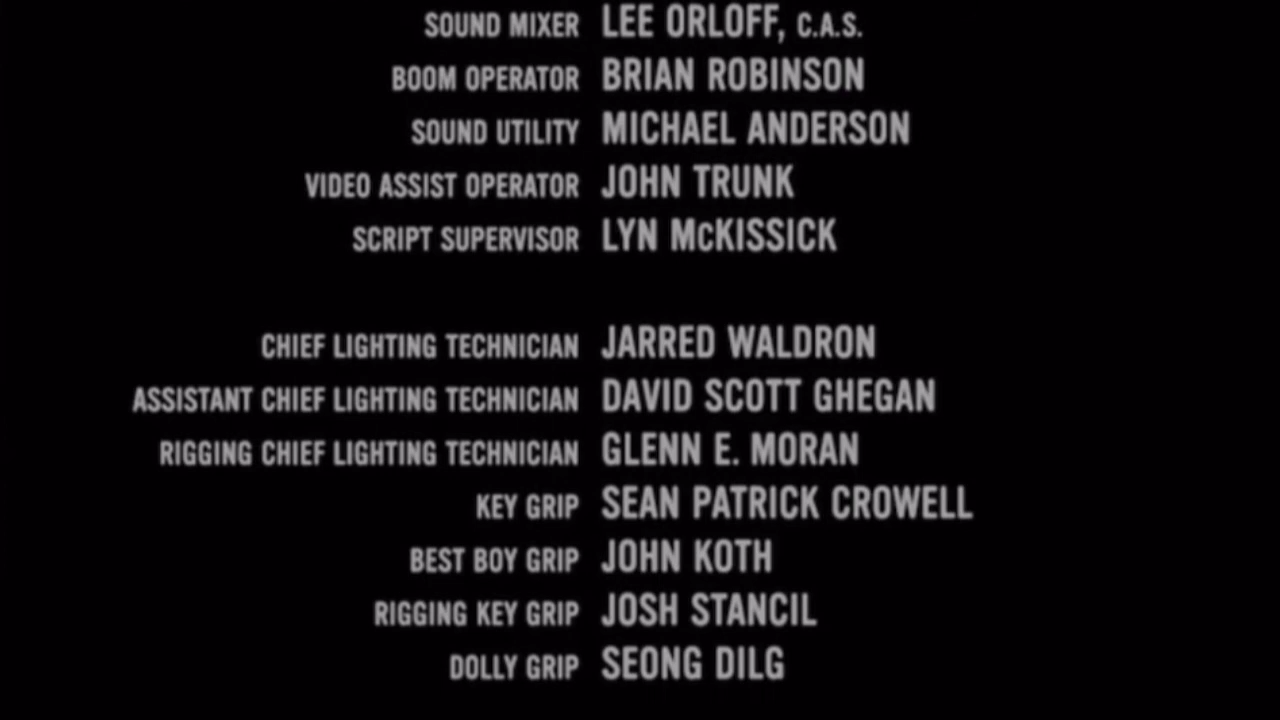 SOUND MIXER LEE ORLOFF, C.A.S.
BOOM OPERATOR BRIAN ROBINSON
SOUND UTILITY MICHAEL ANDERSON
VIDEO ASSIST OPERATOR JOHN TRUNK
SCRIPT SUPERVISOR LYN McKISSICK
CHIEF LIGHTING TECHNICIAN JARRED WALDRON
ASSISTANT CHIEF LIGHTING TECHNICIAN DAVID SCOTT GHEGAN
RIGGING CHIEF LIGHTING TECHNICIAN GLENN E. MORAN
KEY GRIP SEAN PATRICK CROWELL
BEST BOY GRIP JOHN KOTH
RIGGING KEY GRIP JOSH STANCIL
DOLLY GRIP SEONG DILG